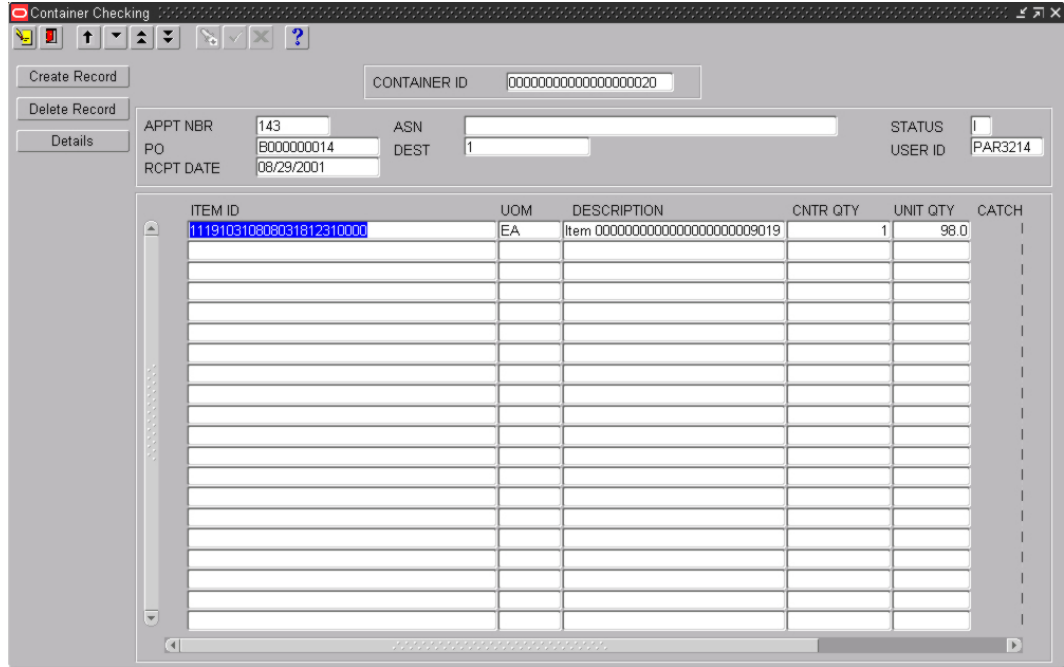 Container Checking
?
Create Record
CONTAINER ID 00000000000000000020
Delete Record
Details
APPT NBR 143 ASN STATUS I
PO B000000014 DEST 1 USER ID PAR3214
RCPT DATE 08/29/2001
ITEM ID UOM DESCRIPTION CNTR QTY UNIT QTY CATCH
111910310808031812310000 EA Item 0000000000000000000009019 1 98.0